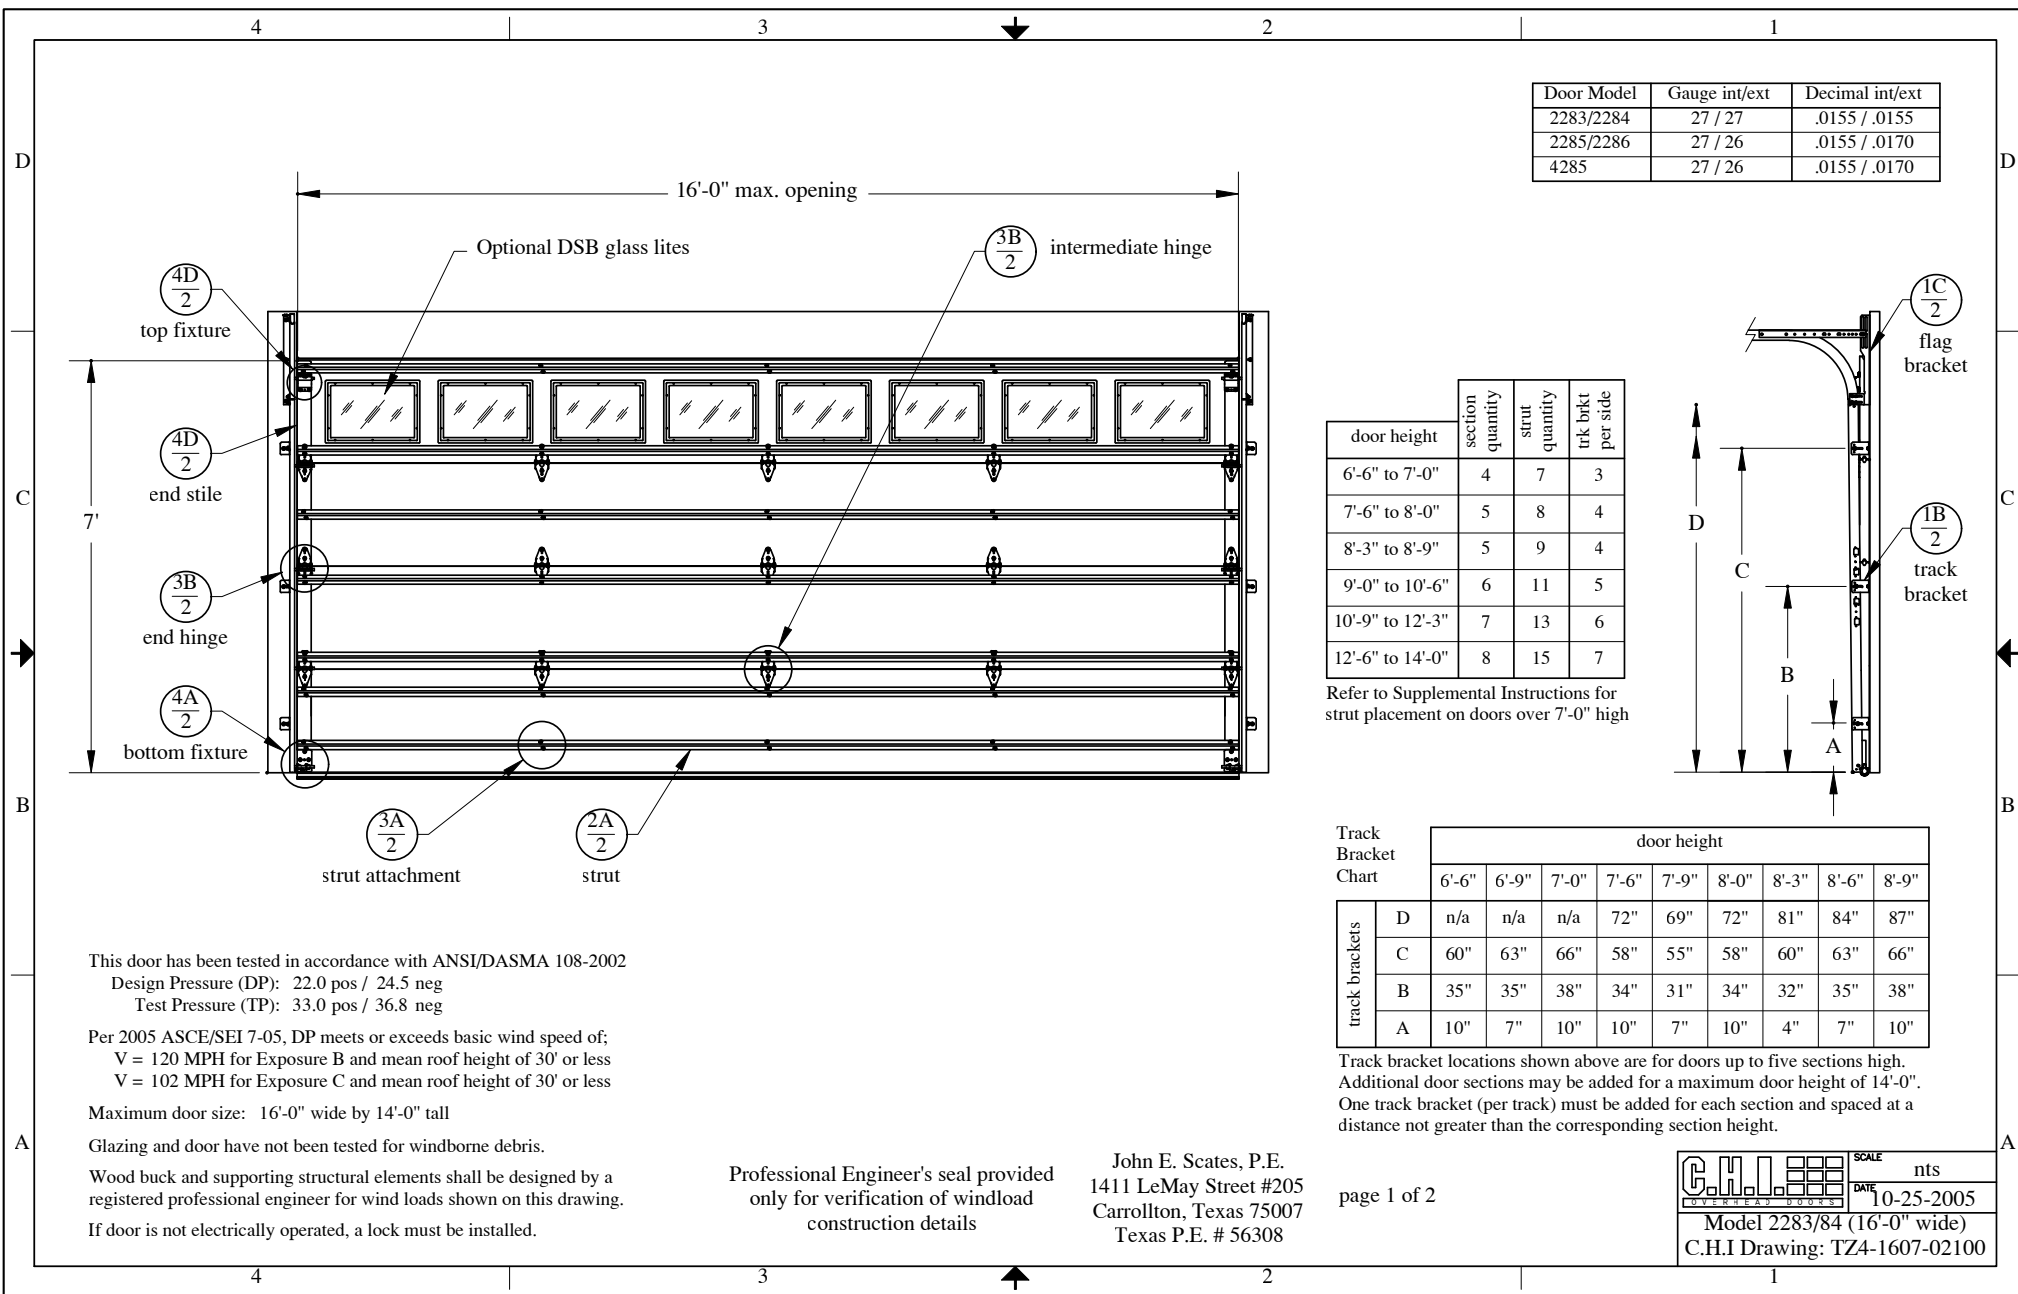 4 3 2 1
Door Model Gauge int/ext Decimal int/ext
2283/2284 27 / 27 .0155 / .0155
2285/2286 27 / 26 .0155 / .0170
4285 27 / 26 .0155 / .0170
D D
16'-0" max. opening
Optional DSB glass lites
3B
2
intermediate hinge
4D
2
top fixture
1C
2
flag
bracket
4D
2
end stile
C C
7'
3B
2
end hinge
4A
2
bottom fixture
door height section quantity strut quantity trk brkt per side
6'-6" to 7'-0" 4 7 3
7'-6" to 8'-0" 5 8 4
8'-3" to 8'-9" 5 9 4
9'-0" to 10'-6" 6 11 5
10'-9" to 12'-3" 7 13 6
12'-6" to 14'-0" 8 15 7
Refer to Supplemental Instructions for
strut placement on doors over 7'-0" high
D
C
B
A
1B
2
track
bracket
B B
3A
2
strut attachment
2A
2
strut
Track
Bracket
Chart
door height
6'-6" 6'-9" 7'-0" 7'-6" 7'-9" 8'-0" 8'-3" 8'-6" 8'-9"
track brackets
D n/a n/a n/a 72" 69" 72" 81" 84" 87"
C 60" 63" 66" 58" 55" 58" 60" 63" 66"
B 35" 35" 38" 34" 31" 34" 32" 35" 38"
A 10" 7" 10" 10" 7" 10" 4" 7" 10"
Track bracket locations shown above are for doors up to five sections high.
Additional door sections may be added for a maximum door height of 14'-0".
One track bracket (per track) must be added for each section and spaced at a
distance not greater than the corresponding section height.
This door has been tested in accordance with ANSI/DASMA 108-2002
Design Pressure (DP): 22.0 pos / 24.5 neg
Test Pressure (TP): 33.0 pos / 36.8 neg
Per 2005 ASCE/SEI 7-05, DP meets or exceeds basic wind speed of;
V = 120 MPH for Exposure B and mean roof height of 30' or less
V = 102 MPH for Exposure C and mean roof height of 30' or less
Maximum door size: 16'-0" wide by 14'-0" tall
Glazing and door have not been tested for windborne debris.
Wood buck and supporting structural elements shall be designed by a
registered professional engineer for wind loads shown on this drawing.
If door is not electrically operated, a lock must be installed.
A A
Professional Engineer's seal provided
only for verification of windload
construction details
John E. Scates, P.E.
1411 LeMay Street #205
Carrollton, Texas 75007
Texas P.E. # 56308
page 1 of 2
C.H.I.
OVERHEAD DOORS
SCALE nts
DATE 10-25-2005
Model 2283/84 (16'-0" wide)
C.H.I Drawing: TZ4-1607-02100
4 3 2 1